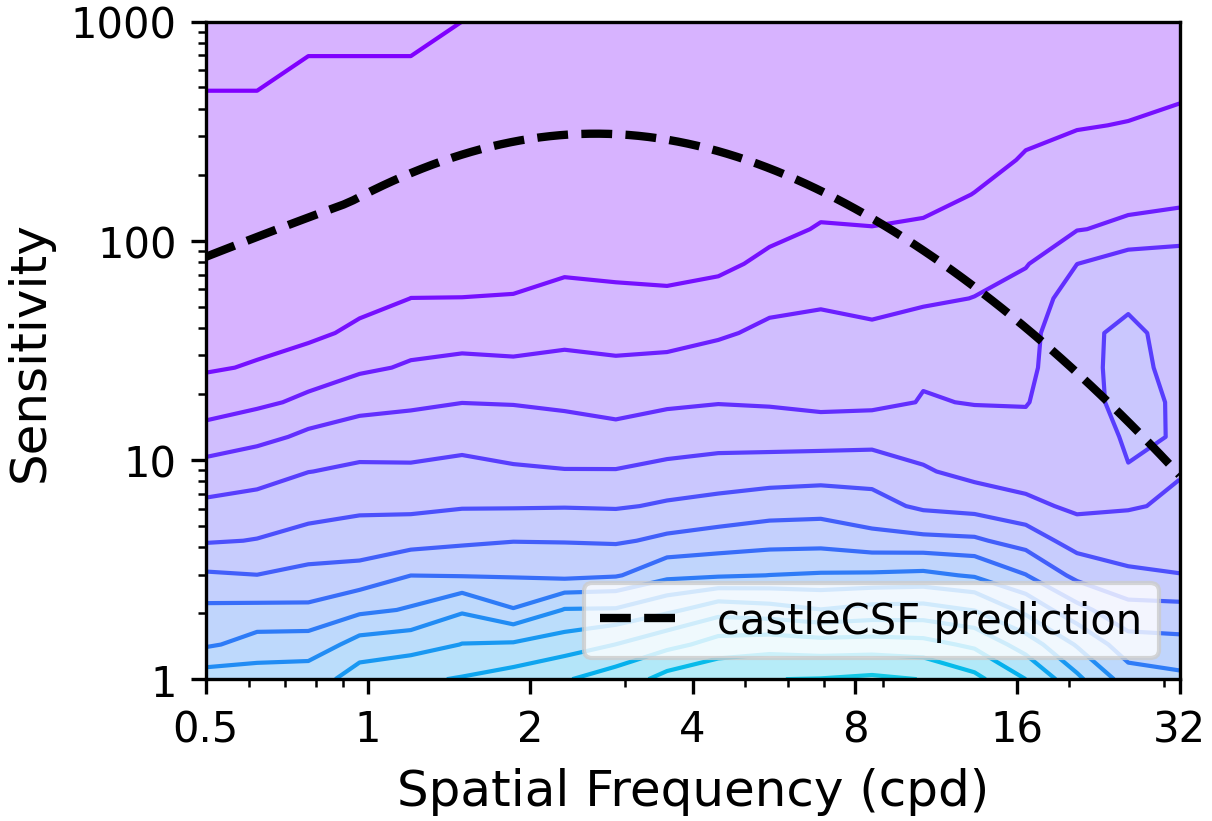 1000
100
10
1
Sensitivity
castleCSF prediction
0.5 1 2 4 8 16 32
Spatial Frequency (cpd)